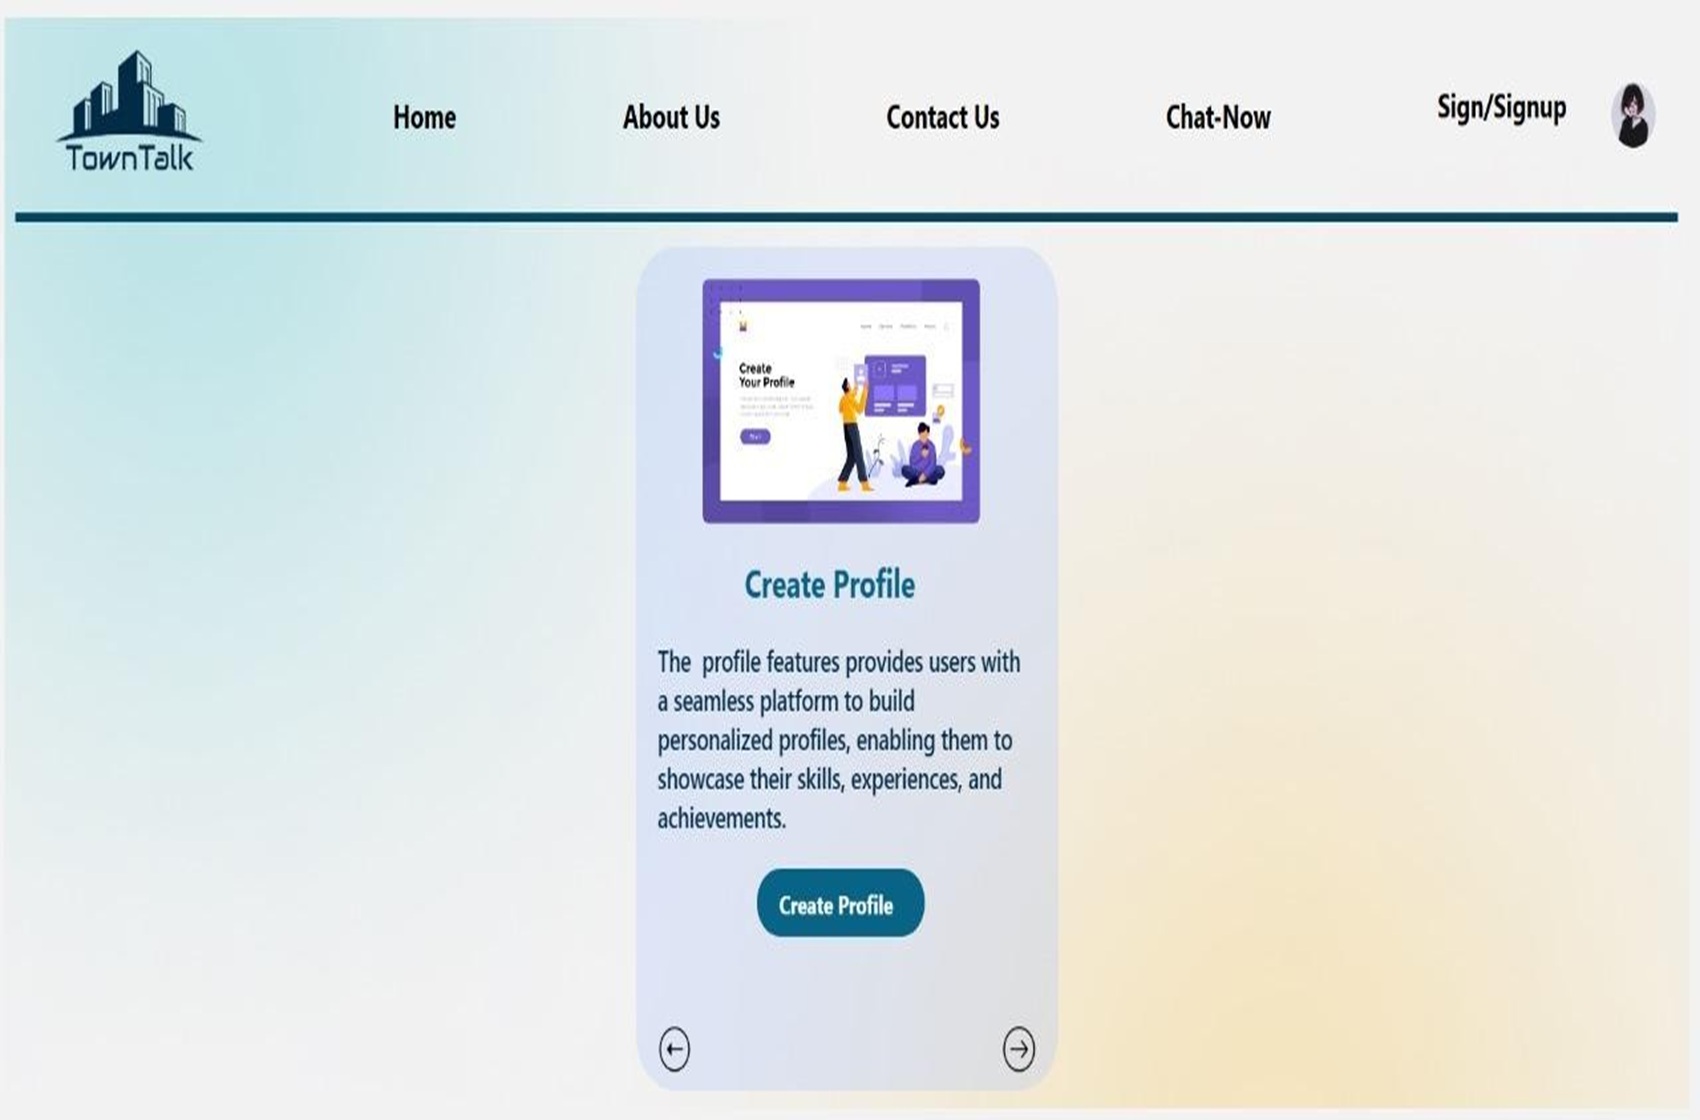 TownTalk
Home
About Us
Contact Us
Chat-Now
Sign/Signup
Create
Your Profile
Create Profile
The  profile features provides users with
a seamless platform to build
personalized profiles, enabling them to
showcase their skills, experiences, and
achievements.
Create Profile